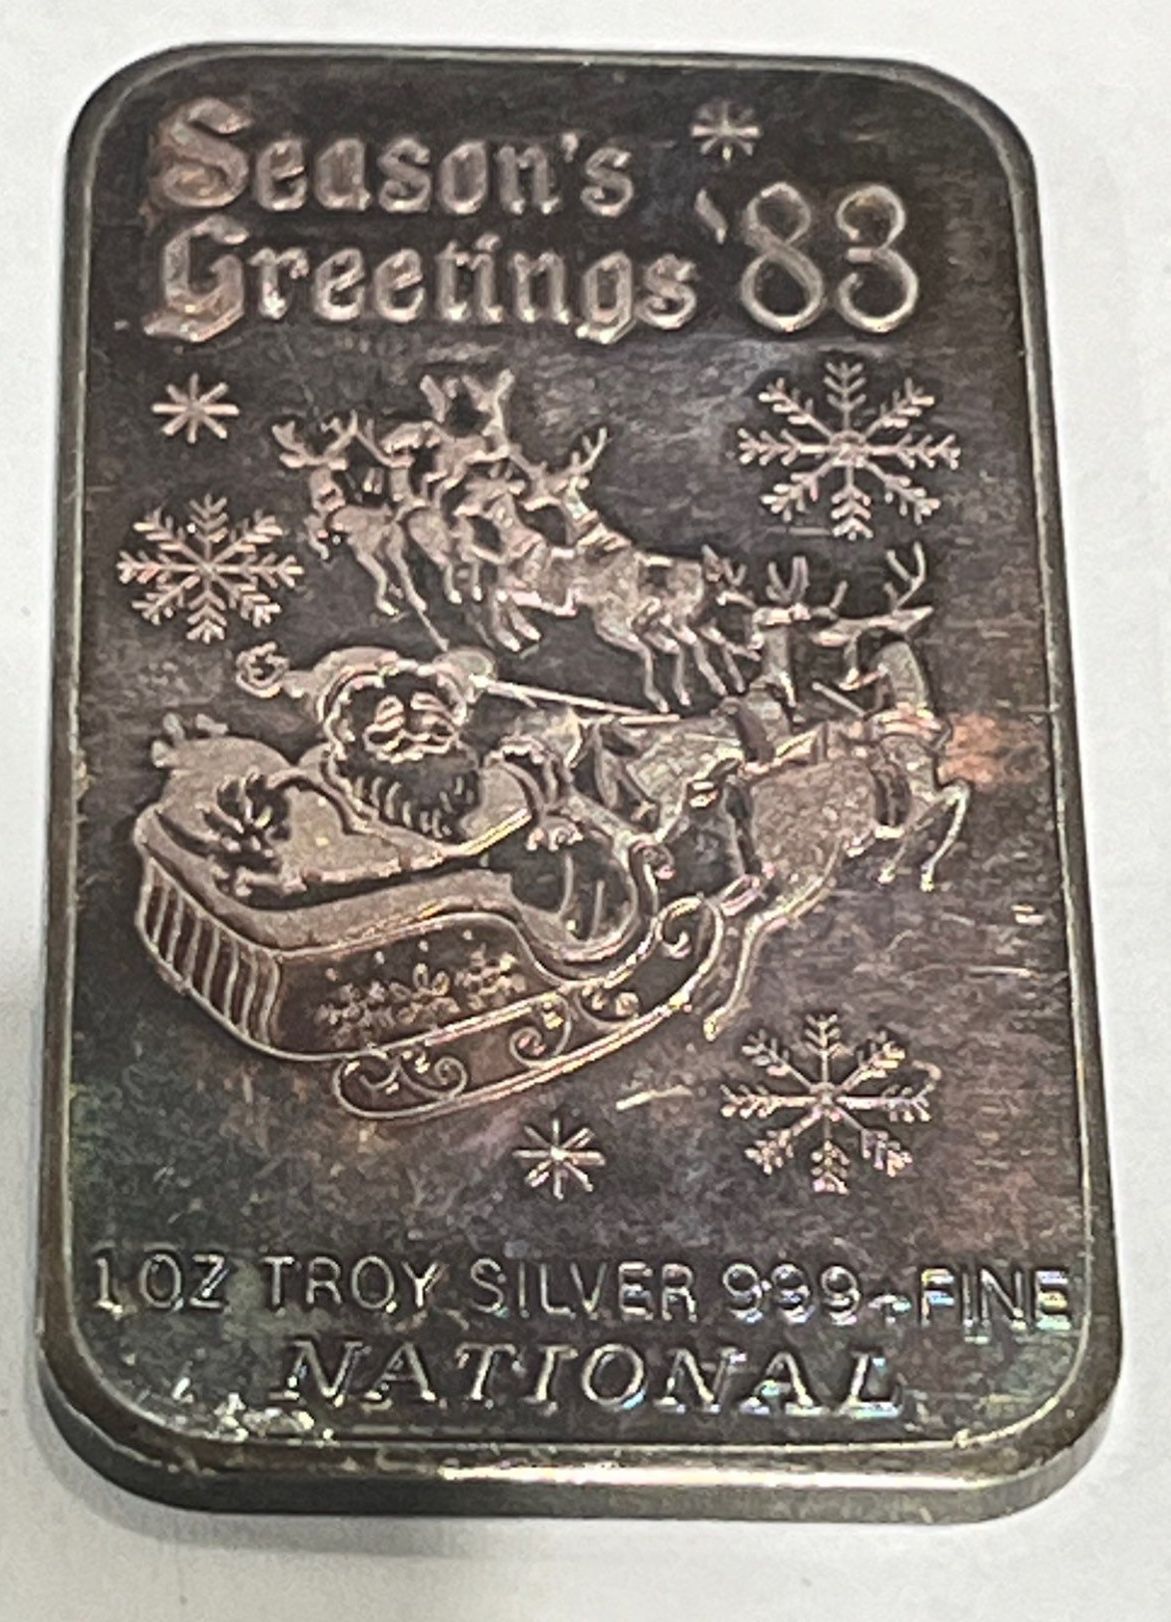 Season's
Greetings '83
1 OZ TROY SILVER 999+ FINE
NATIONAL